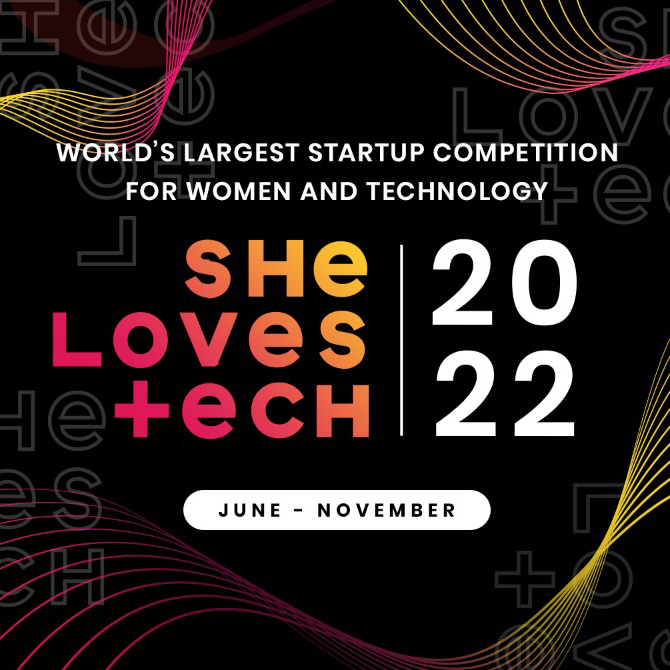 WORLD'S LARGEST STARTUP COMPETITION
FOR WOMEN AND TECHNOLOGY
SHe
LOVes
+ecH
20
22
JUNE - NOVEMBER